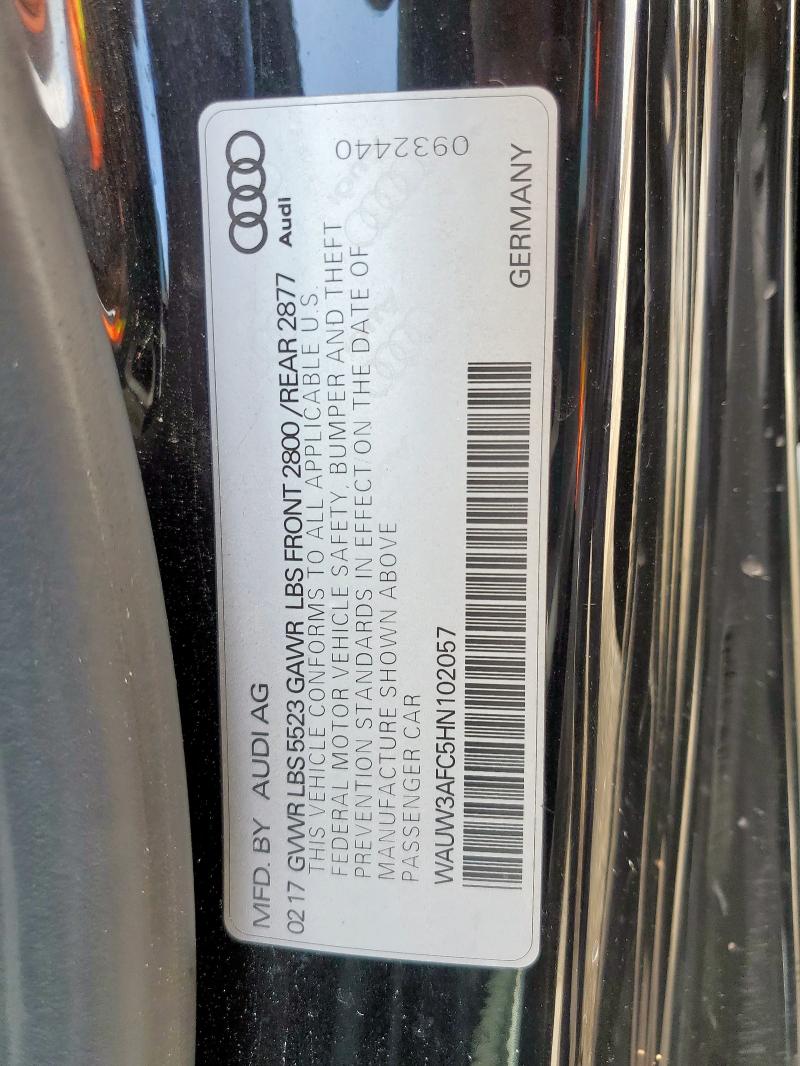 MFD. BY AUDI AG
Audi
0217 GVWR LBS 5523 GAWR LBS FRONT 2800 /REAR 2877
THIS VEHICLE CONFORMS TO ALL APPLICABLE U.S.
FEDERAL MOTOR VEHICLE SAFETY, BUMPER AND THEFT
PREVENTION STANDARDS IN EFFECT ON THE DATE OF
MANUFACTURE SHOWN ABOVE
PASSENGER CAR
0932440
WAUW3AFC5HN102057
GERMANY